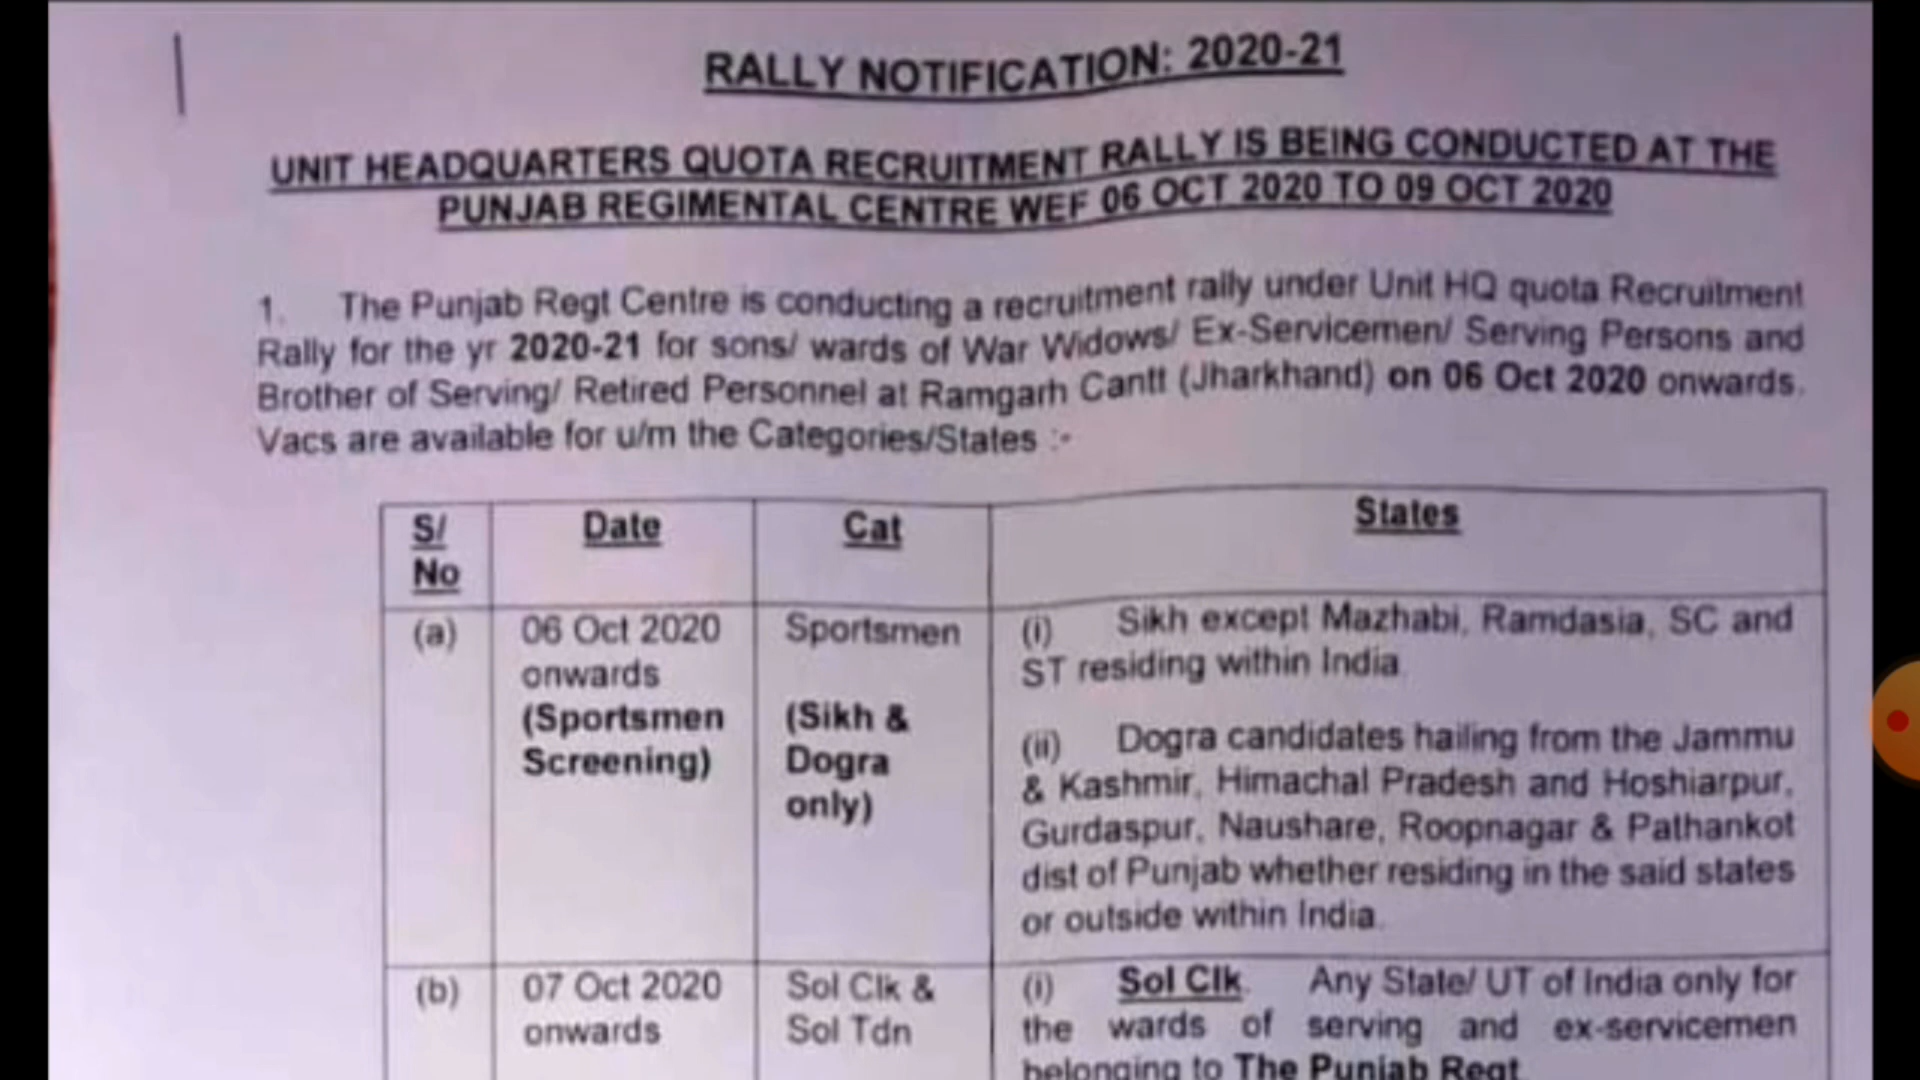 RALLY NOTIFICATION: 2020-21
UNIT HEADQUARTERS QUOTA RECRUITMENT RALLY IS BEING CONDUCTED AT THE
PUNJAB REGIMENTAL CENTRE WEF 06 OCT 2020 TO 09 OCT 2020
1. The Punjab Regt Centre is conducting a recruitment rally under Unit HQ quota Recruitment
Rally for the yr 2020-21 for sons/ wards of War Widows/ Ex-Servicemen/ Serving Persons and
Brother of Serving/ Retired Personnel at Ramgarh Cantt (Jharkhand) on 06 Oct 2020 onwards.
Vacs are available for u/m the Categories/States :-
S/
No
Date
Cat
States
(a)
06 Oct 2020
onwards
(Sportsmen
Screening)
Sportsmen
(Sikh &
Dogra
only)
(i) Sikh except Mazhabi, Ramdasia, SC and
ST residing within India.
(ii) Dogra candidates hailing from the Jammu
& Kashmir, Himachal Pradesh and Hoshiarpur,
Gurdaspur, Naushare, Roopnagar & Pathankot
dist of Punjab whether residing in the said states
or outside within India.
(b)
07 Oct 2020
onwards
Sol Clk &
Sol Tdn
(i) Sol Clk. Any State/ UT of India only for
the wards of serving and ex-servicemen
belonging to The Punjab Regt